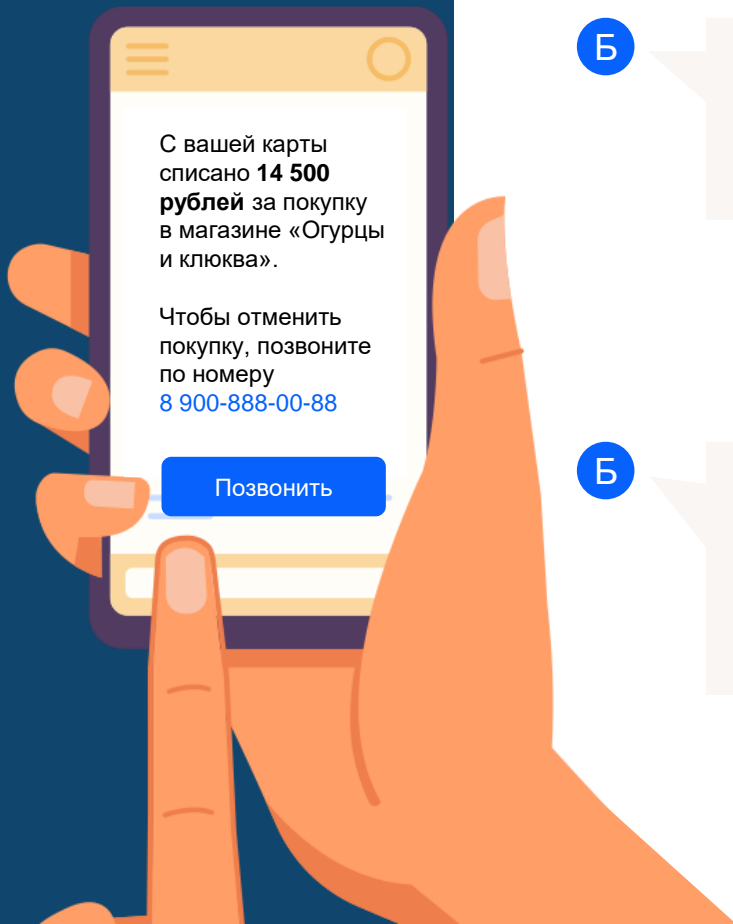 С вашей карты
списано 14 500
рублей за покупку
в магазине «Огурцы
и клюква».
Чтобы отменить
покупку, позвоните
по номеру
8 900-888-00-88
Позвонить
Б
Б